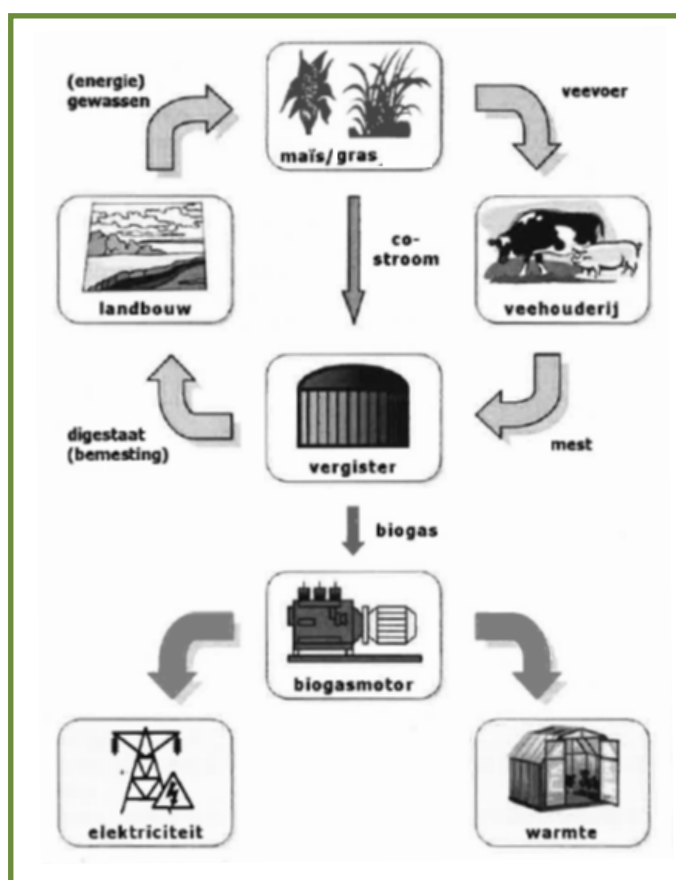 (energie)
gewassen
veevoer
maïs/gras
landbouw
co-
stroom
veehouderij
digestaat
(bemesting)
vergister
mest
biogas
biogasmotor
elektriciteit
warmte